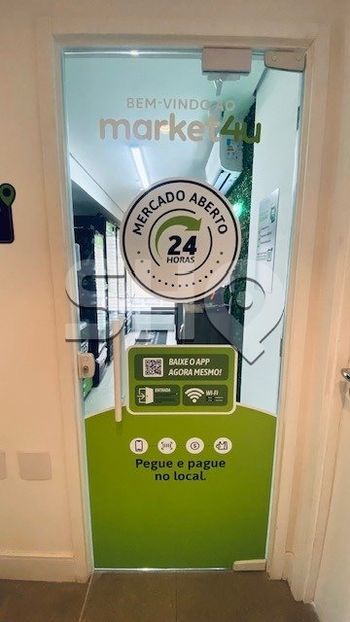 BEM-VINDO AO
market4u
MERCADO ABERTO
24
HORAS
BAIXE O APP
AGORA MESMO!
ENTRADA
WI-FI
Pegue e pague
no local.